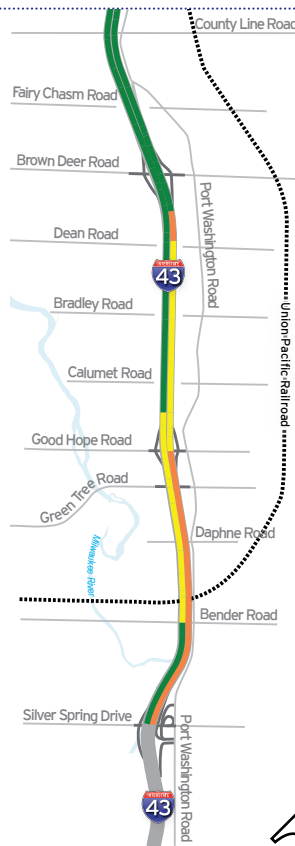 County Line Road
Fairy Chasm Road
Brown Deer Road
Port Washington Road
Dean Road
INTERSTATE
43
Bradley Road
Union Pacific Railroad
Calumet Road
Good Hope Road
Green Tree Road
Daphne Road
Milwaukee River
Bender Road
Silver Spring Drive
Port Washington Road
INTERSTATE
43